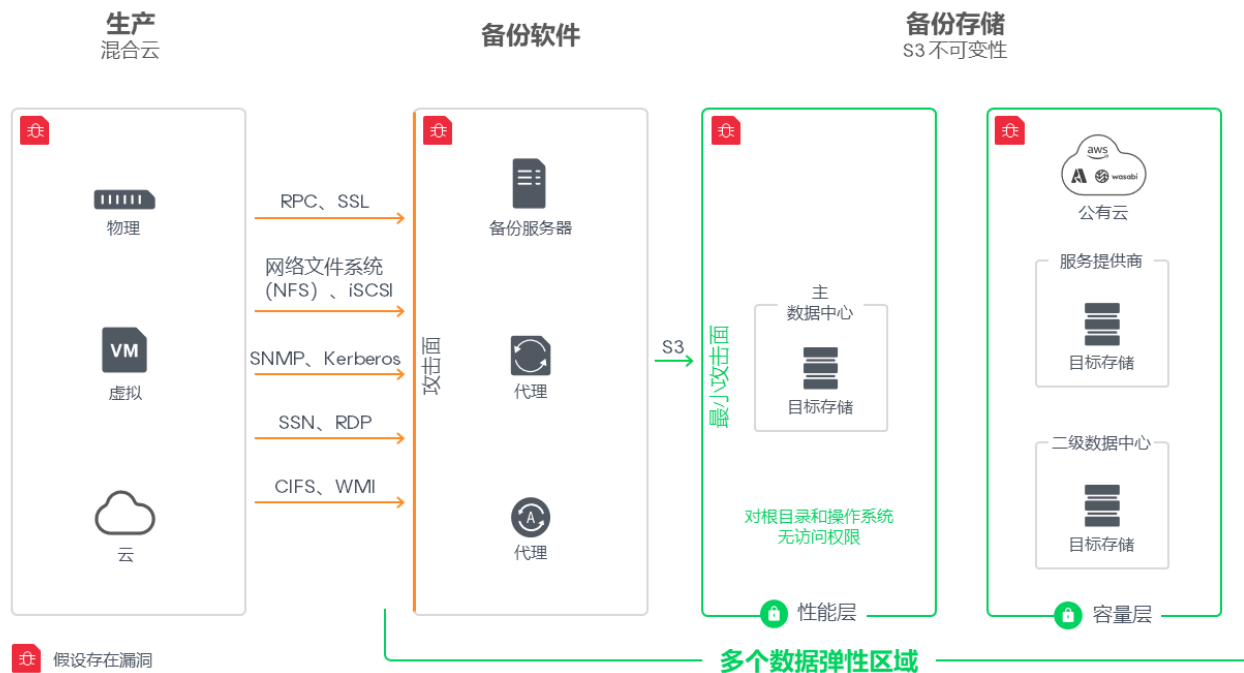 生产
混合云
备份软件
备份存储
S3 不可变性
物理
VM
虚拟
云
RPC、SSL
网络文件系统
(NFS) 、iSCSI
SNMP、Kerberos
SSN、RDP
CIFS、WMI
攻击面
备份服务器
代理
A
代理
S3
最小攻击面
主
数据中心
目标存储
对根目录和操作系统
无访问权限
性能层
aws
wasabi
公有云
服务提供商
目标存储
二级数据中心
目标存储
容量层
假设存在漏洞
多个数据弹性区域